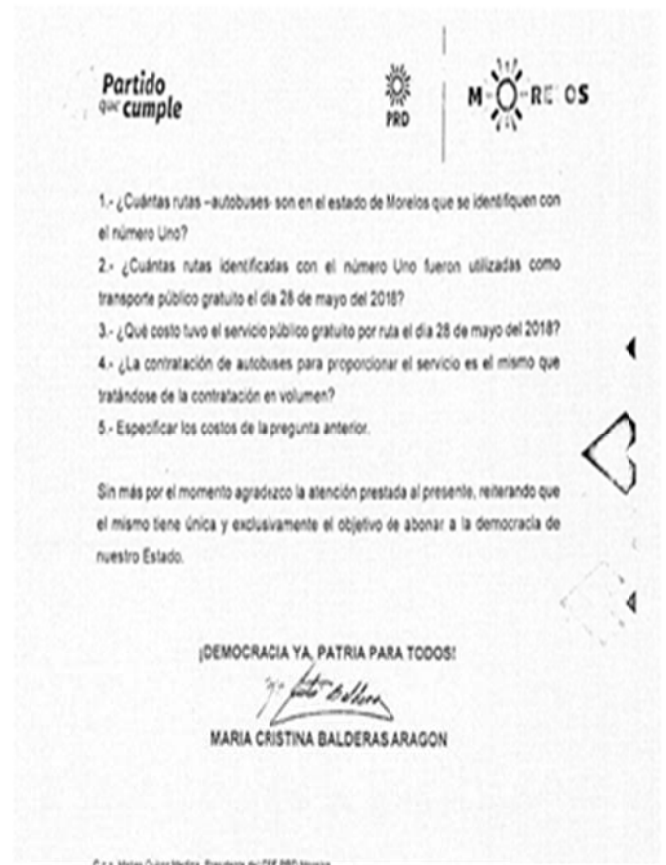 Partido
que cumple
PRD
M O RE OS
1.- ¿Cuántas rutas –autobuses- son en el estado de Morelos que se identifiquen con
el número Uno?
2.- ¿Cuántas rutas identificadas con el número Uno fueron utilizadas como
transporte público gratuito el día 28 de mayo del 2018?
3.- ¿Qué costo tuvo el servicio público gratuito por ruta el día 28 de mayo del 2018?
4.- ¿La contratación de autobuses para proporcionar el servicio es el mismo que
tratándose de la contratación en volumen?
5.- Especificar los costos de la pregunta anterior.
Sin más por el momento agradezco la atención prestada al presente, reiterando que
el mismo tiene única y exclusivamente el objetivo de abonar a la democracia de
nuestro Estado.
¡DEMOCRACIA YA, PATRIA PARA TODOS!
MARIA CRISTINA BALDERAS ARAGON